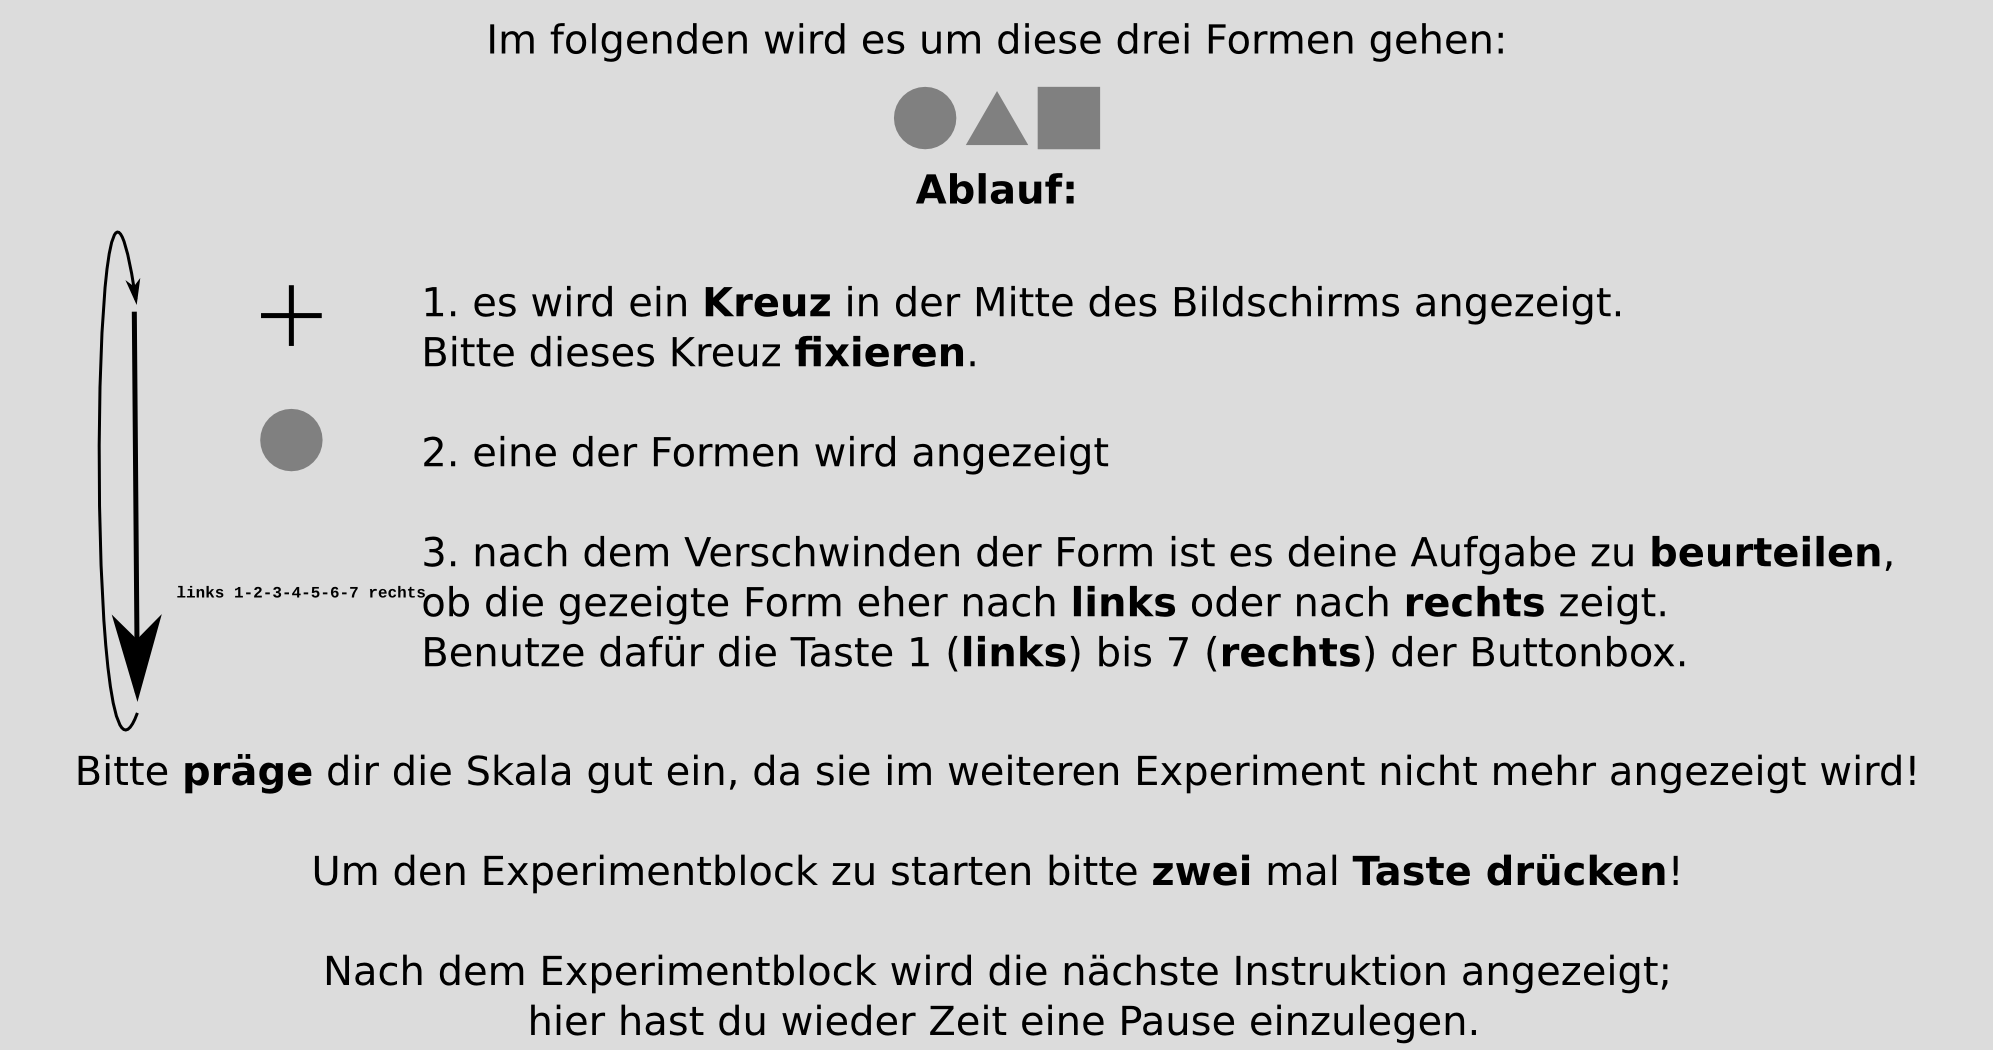 Im folgenden wird es um diese drei Formen gehen:
Ablauf:
1. es wird ein Kreuz in der Mitte des Bildschirms angezeigt.
Bitte dieses Kreuz fixieren.
2. eine der Formen wird angezeigt
3. nach dem Verschwinden der Form ist es deine Aufgabe zu beurteilen,
links 1-2-3-4-5-6-7 rechts
ob die gezeigte Form eher nach links oder nach rechts zeigt.
Benutze dafür die Taste 1 (links) bis 7 (rechts) der Buttonbox.
Bitte präge dir die Skala gut ein, da sie im weiteren Experiment nicht mehr angezeigt wird!
Um den Experimentblock zu starten bitte zwei mal Taste drücken!
Nach dem Experimentblock wird die nächste Instruktion angezeigt;
hier hast du wieder Zeit eine Pause einzulegen.